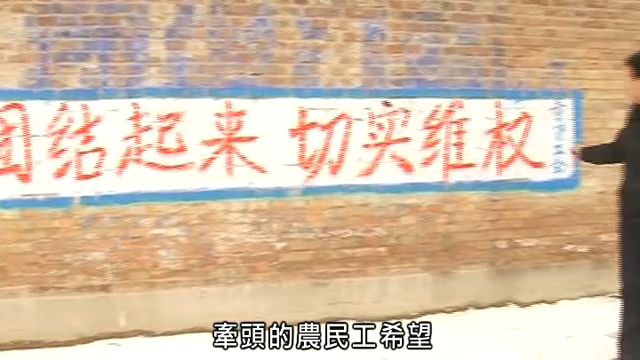 团结起来 切实维权
牽頭的農民工希望